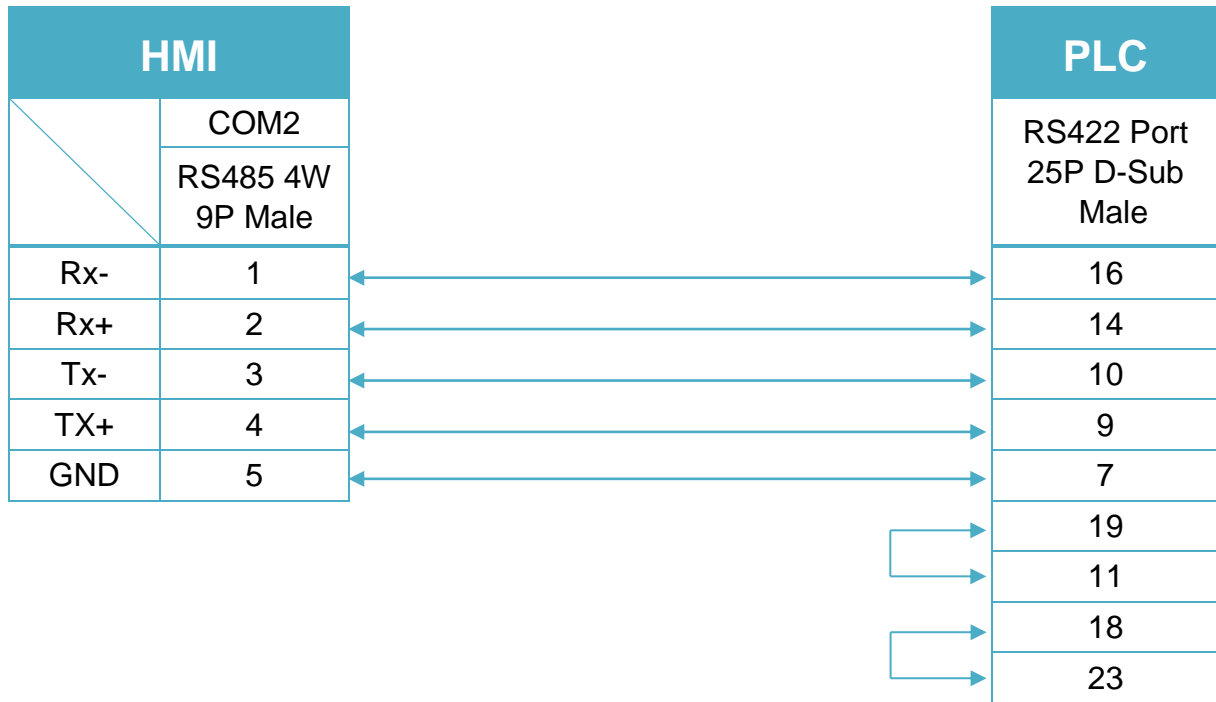 HMI
PLC
COM2
RS485 4W
9P Male
RS422 Port
25P D-Sub
Male
Rx- 1 16
Rx+ 2 14
Tx- 3 10
TX+ 4 9
GND 5 7
19
11
18
23